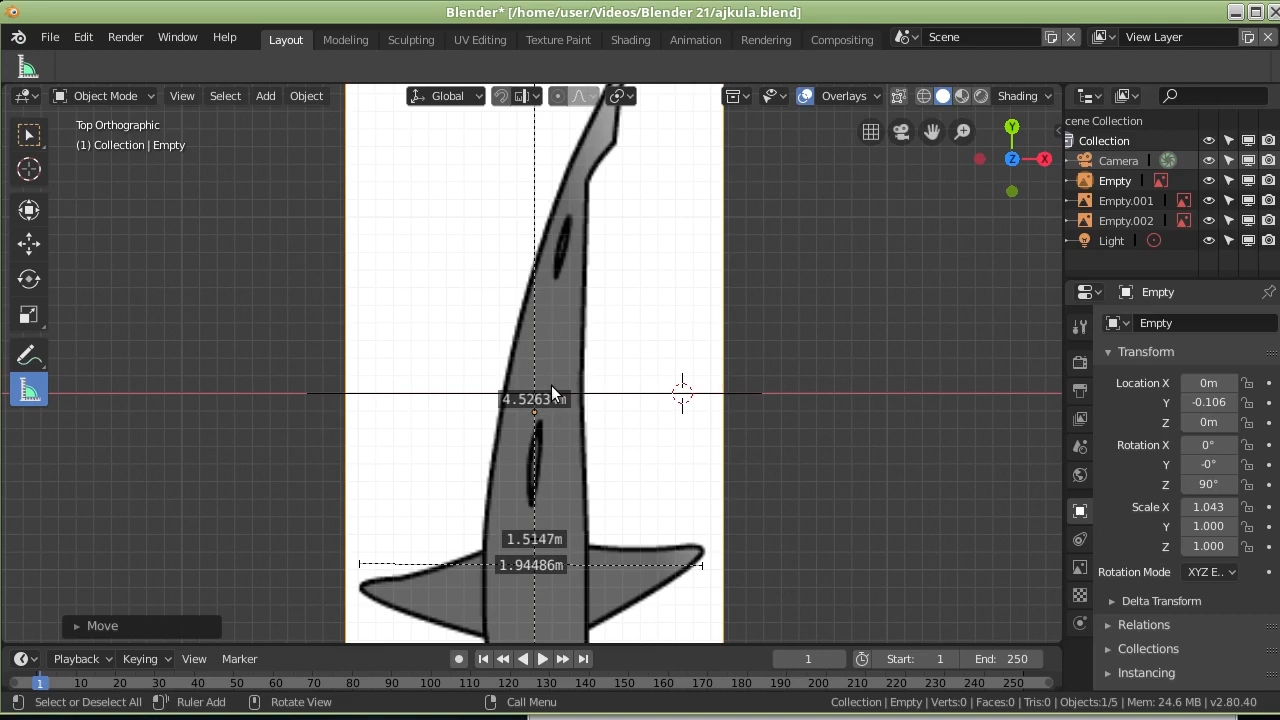 Blender* [/home/user/Videos/Blender 21/ajkula.blend]
File Edit Render Window Help Layout Modeling Sculpting UV Editing Texture Paint Shading Animation Rendering Compositing Scene View Layer
Object Mode View Select Add Object Global Overlays Shading
Top Orthographic
(1) Collection | Empty
Y
Z
X
cene Collection
Collection
Camera
Empty
Empty.001
Empty.002
Light
Empty
Empty
Transform
Location X 0m
Y -0.106
Z 0m
Rotation X 0°
Y -0°
Z 90°
Scale X 1.043
Y 1.000
Z 1.000
Rotation Mode XYZ E..
Delta Transform
Relations
Collections
Instancing
1.5147m
1.94486m
Move
Playback Keying View Marker 1 Start: 1 End: 250
1 10 20 30 40 50 60 70 80 90 100 110 120 130 140 150 160 170 180 190 200 210 220 230 240 250
Select or Deselect All Ruler Add Rotate View Call Menu Collection | Empty | Verts:0 | Faces:0 | Tris:0 | Objects:1/5 | Mem: 24.6 MB | v2.80.40